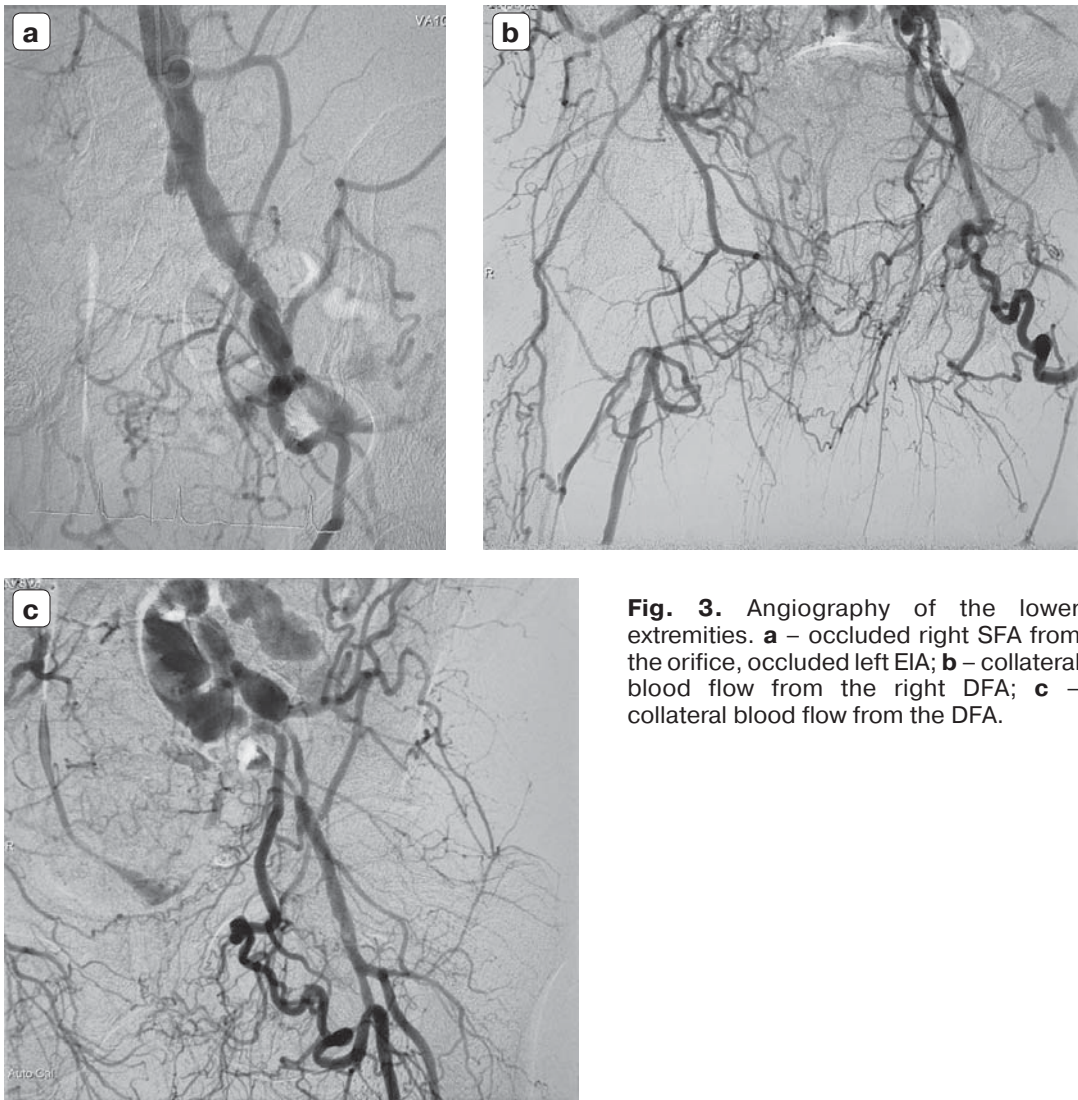 a
VA10
b
R
c
R
Auto Cal
Fig. 3. Angiography of the lower
extremities. a – occluded right SFA from
the orifice, occluded left EIA; b – collateral
blood flow from the right DFA; c –
collateral blood flow from the DFA.